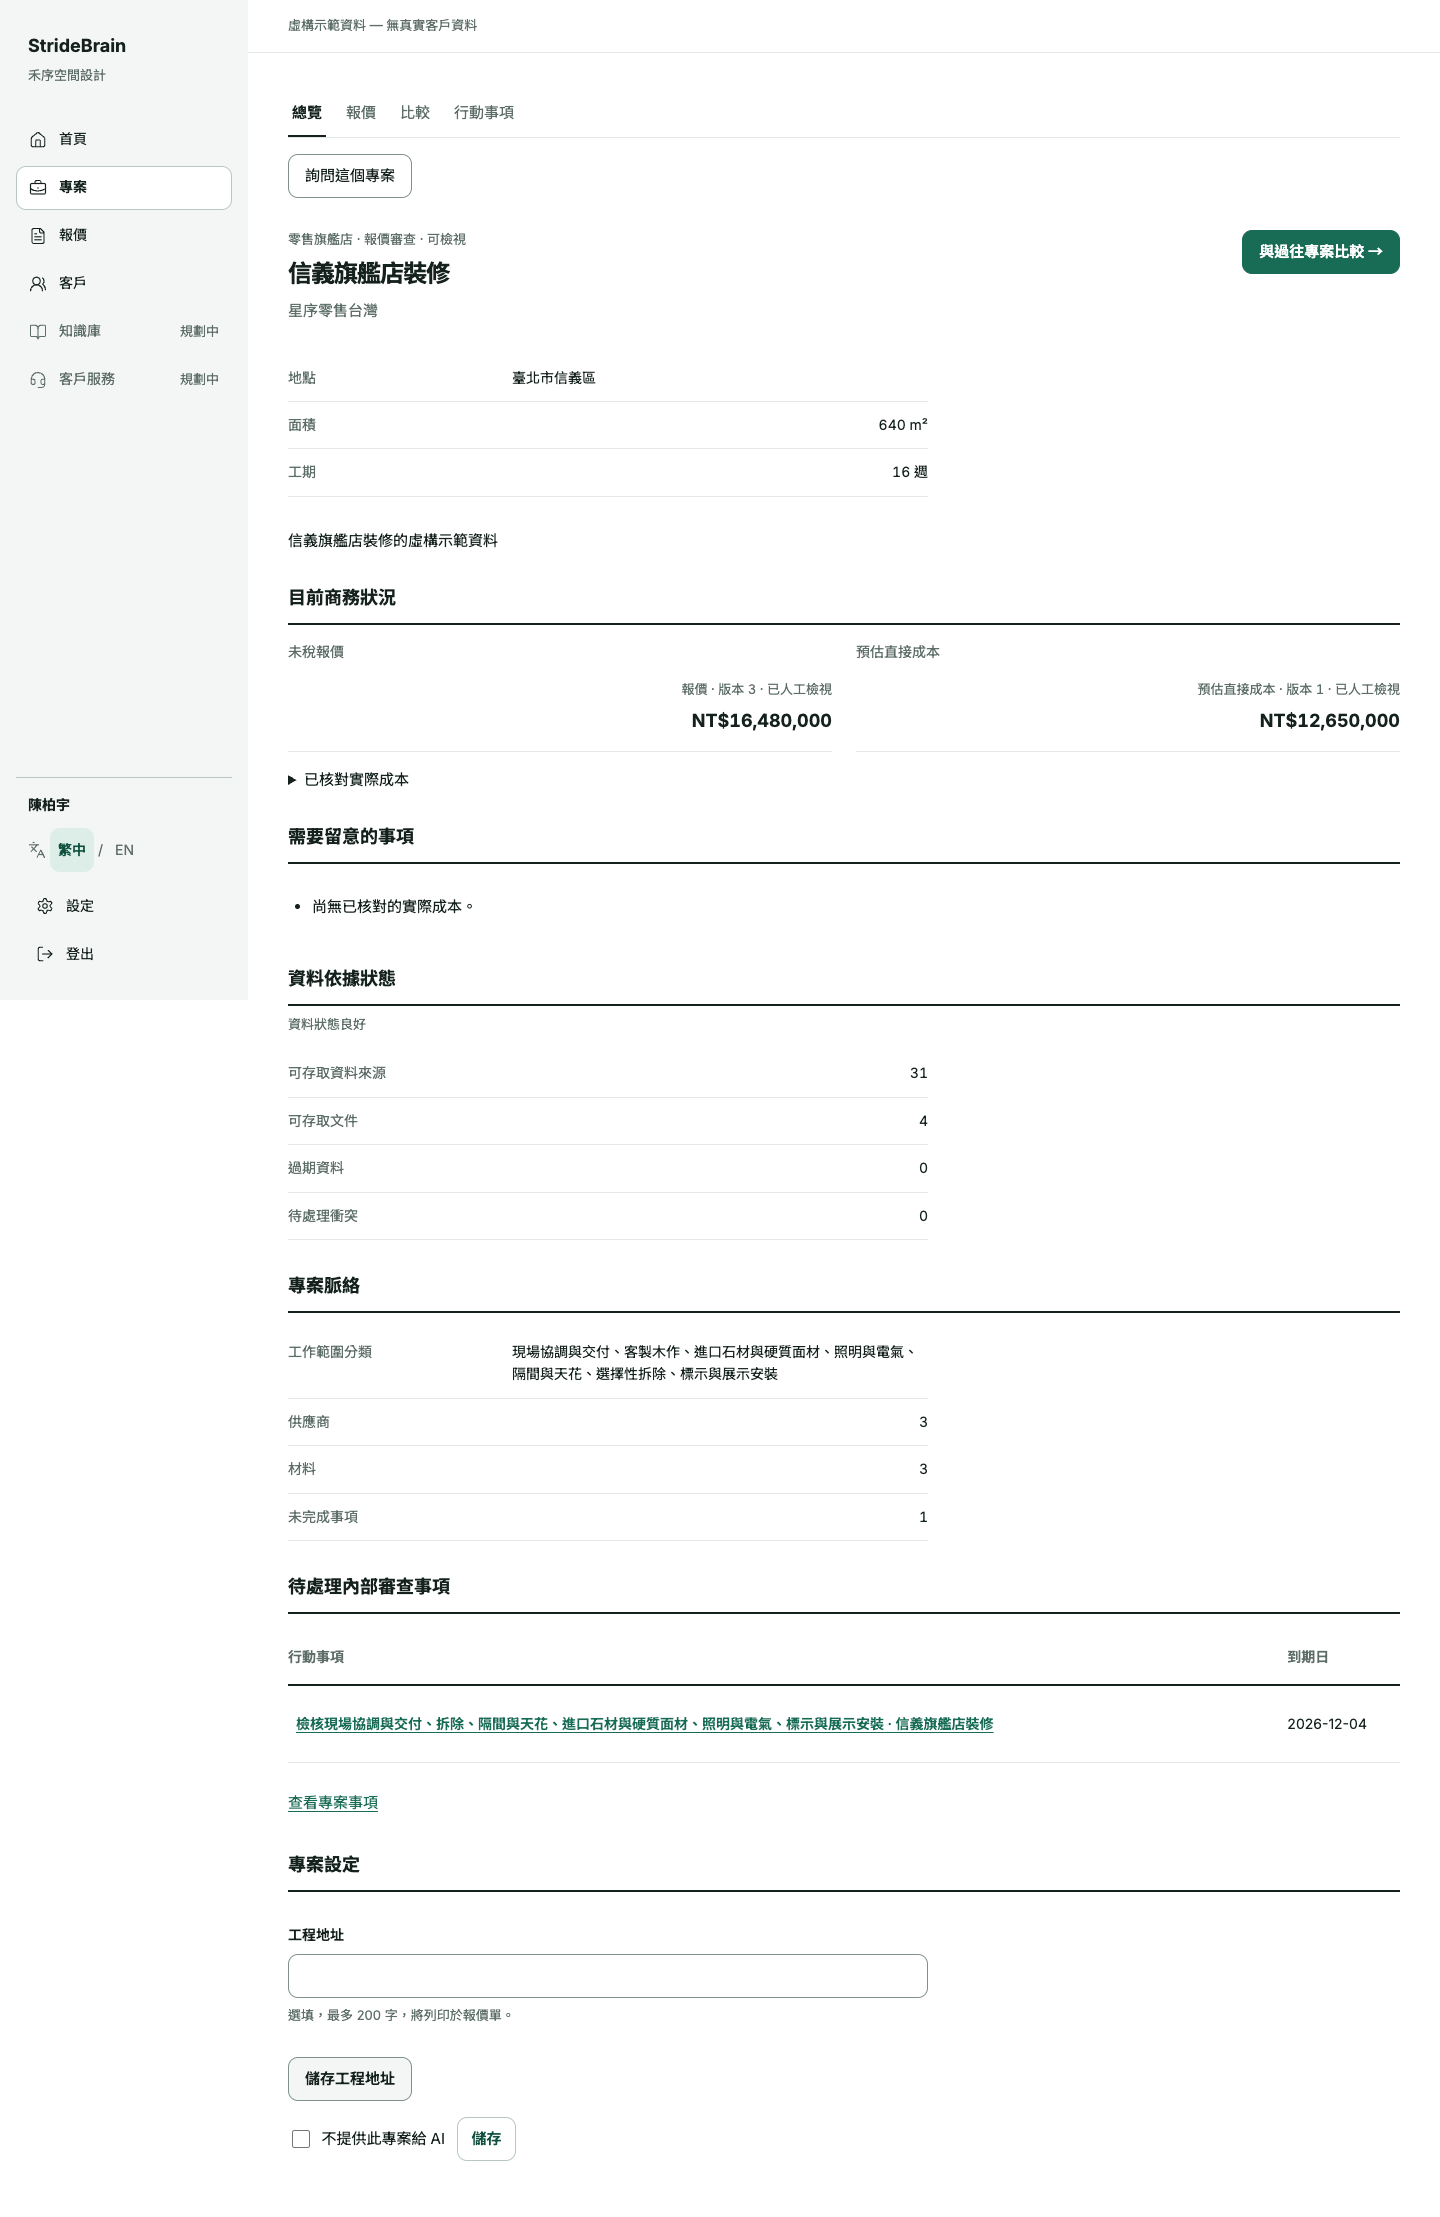 StrideBrain
禾序空間設計
首頁
專案
報價
客戶
知識庫 規劃中
客戶服務 規劃中
陳柏宇
繁中 / EN
設定
登出
虛構示範資料 — 無真實客戶資料
總覽 報價 比較 行動事項
詢問這個專案
零售旗艦店 · 報價審查 · 可檢視
信義旗艦店裝修
星序零售台灣
與過往專案比較 →
地點 臺北市信義區
面積 640 m²
工期 16 週
信義旗艦店裝修的虛構示範資料
目前商務狀況
未稅報價
報價 · 版本 3 · 已人工檢視
NT$16,480,000
預估直接成本
預估直接成本 · 版本 1 · 已人工檢視
NT$12,650,000
▶ 已核對實際成本
需要留意的事項
• 尚無已核對的實際成本。
資料依據狀態
資料狀態良好
可存取資料來源 31
可存取文件 4
過期資料 0
待處理衝突 0
專案脈絡
工作範圍分類 現場協調與交付、客製木作、進口石材與硬質面材、照明與電氣、
隔間與天花、選擇性拆除、標示與展示安裝
供應商 3
材料 3
未完成事項 1
待處理內部審查事項
行動事項 到期日
檢核現場協調與交付、拆除、隔間與天花、進口石材與硬質面材、照明與電氣、標示與展示安裝 · 信義旗艦店裝修 2026-12-04
查看專案事項
專案設定
工程地址
選填，最多 200 字，將列印於報價單。
儲存工程地址
不提供此專案給 AI 儲存